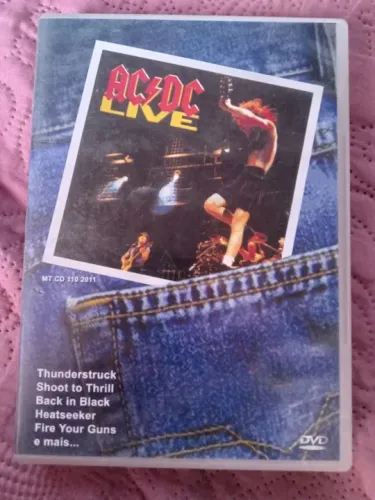 AC⚡DC
LIVE
MT CD 110 2011
Thunderstruck
Shoot to Thrill
Back in Black
Heatseeker
Fire Your Guns
e mais...
DVD